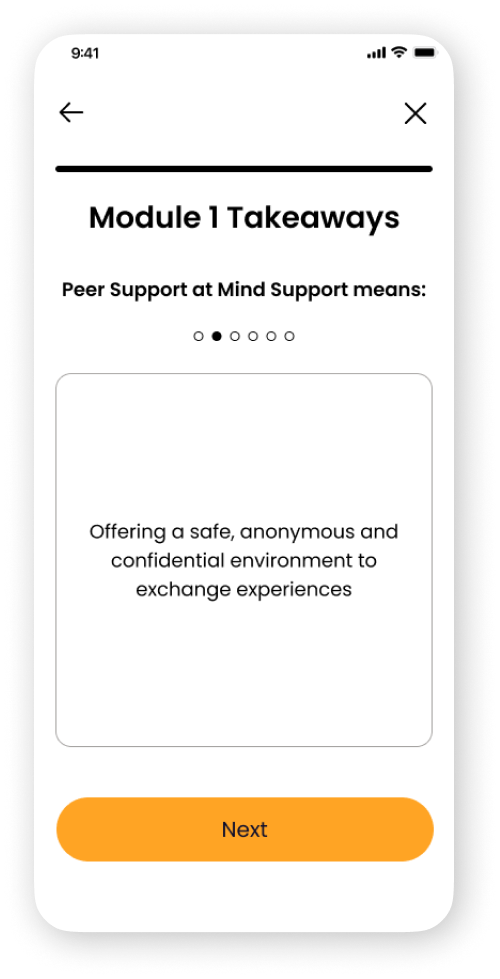 9:41
Module 1 Takeaways
Peer Support at Mind Support means:
Offering a safe, anonymous and
confidential environment to
exchange experiences
Next